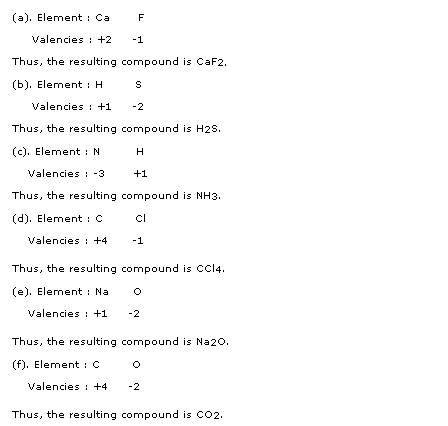 (a). Element : Ca F
Valencies : +2 -1
Thus, the resulting compound is CaF2.
(b). Element : H S
Valencies : +1 -2
Thus, the resulting compound is H2S.
(c). Element : N H
Valencies : -3 +1
Thus, the resulting compound is NH3.
(d). Element : C Cl
Valencies : +4 -1
Thus, the resulting compound is CCl4.
(e). Element : Na O
Valencies : +1 -2
Thus, the resulting compound is Na2O.
(f). Element : C O
Valencies : +4 -2
Thus, the resulting compound is CO2.